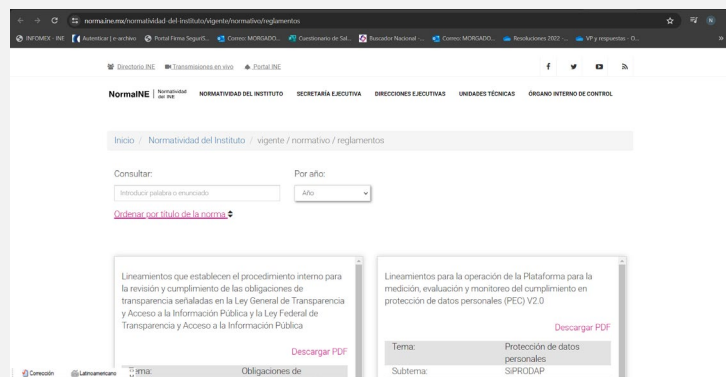 norma.ine.mx/normatividad-del-instituto/vigente/normativo/reglamentos
INFOMEX - INE Autenticar | e-archivo Portal Firma SeguriS... Correo: MORGADO... Cuestionario de Sal... Buscador Nacional -... Correo: MORGADO... Resoluciones 2022 -... VP y respuestas - O... »
Directorio INE Transmisiones en vivo Portal INE
NormaINE | Normatividad del INE NORMATIVIDAD DEL INSTITUTO SECRETARÍA EJECUTIVA DIRECCIONES EJECUTIVAS UNIDADES TÉCNICAS ÓRGANO INTERNO DE CONTROL
Inicio / Normatividad del Instituto / vigente / normativo / reglamentos
Consultar: Por año:
Introducir palabra o enunciado Año
Ordenar por título de la norma
Lineamientos que establecen el procedimiento interno para
la revisión y cumplimiento de las obligaciones
de
transparencia señaladas en la Ley General de Transparencia
y Acceso a la Información Pública y la Ley Federal de
Transparencia y Acceso a la Información Pública
Descargar PDF
Obligaciones de
Lineamientos para la operación de la Plataforma para la
medición, evaluación y monitoreo del cumplimiento en
protección de datos personales (PEC) V2.0
Descargar PDF
Tema: Protección de datos
personales
Subtema: SiPRODAP
Corrección Latinoamericano